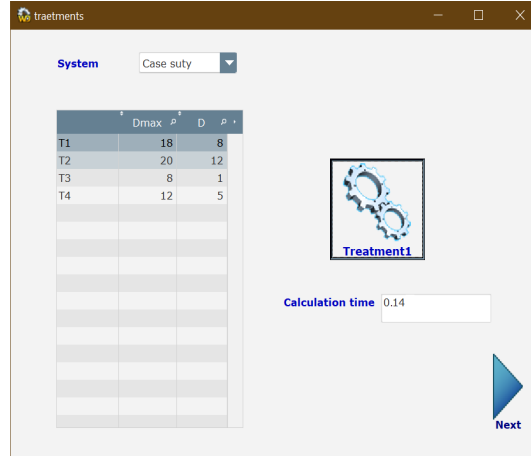 traetments
System Case suty
Dmax D
T1 18 8
T2 20 12
T3 8 1
T4 12 5
Treatment1
Calculation time 0.14
Next